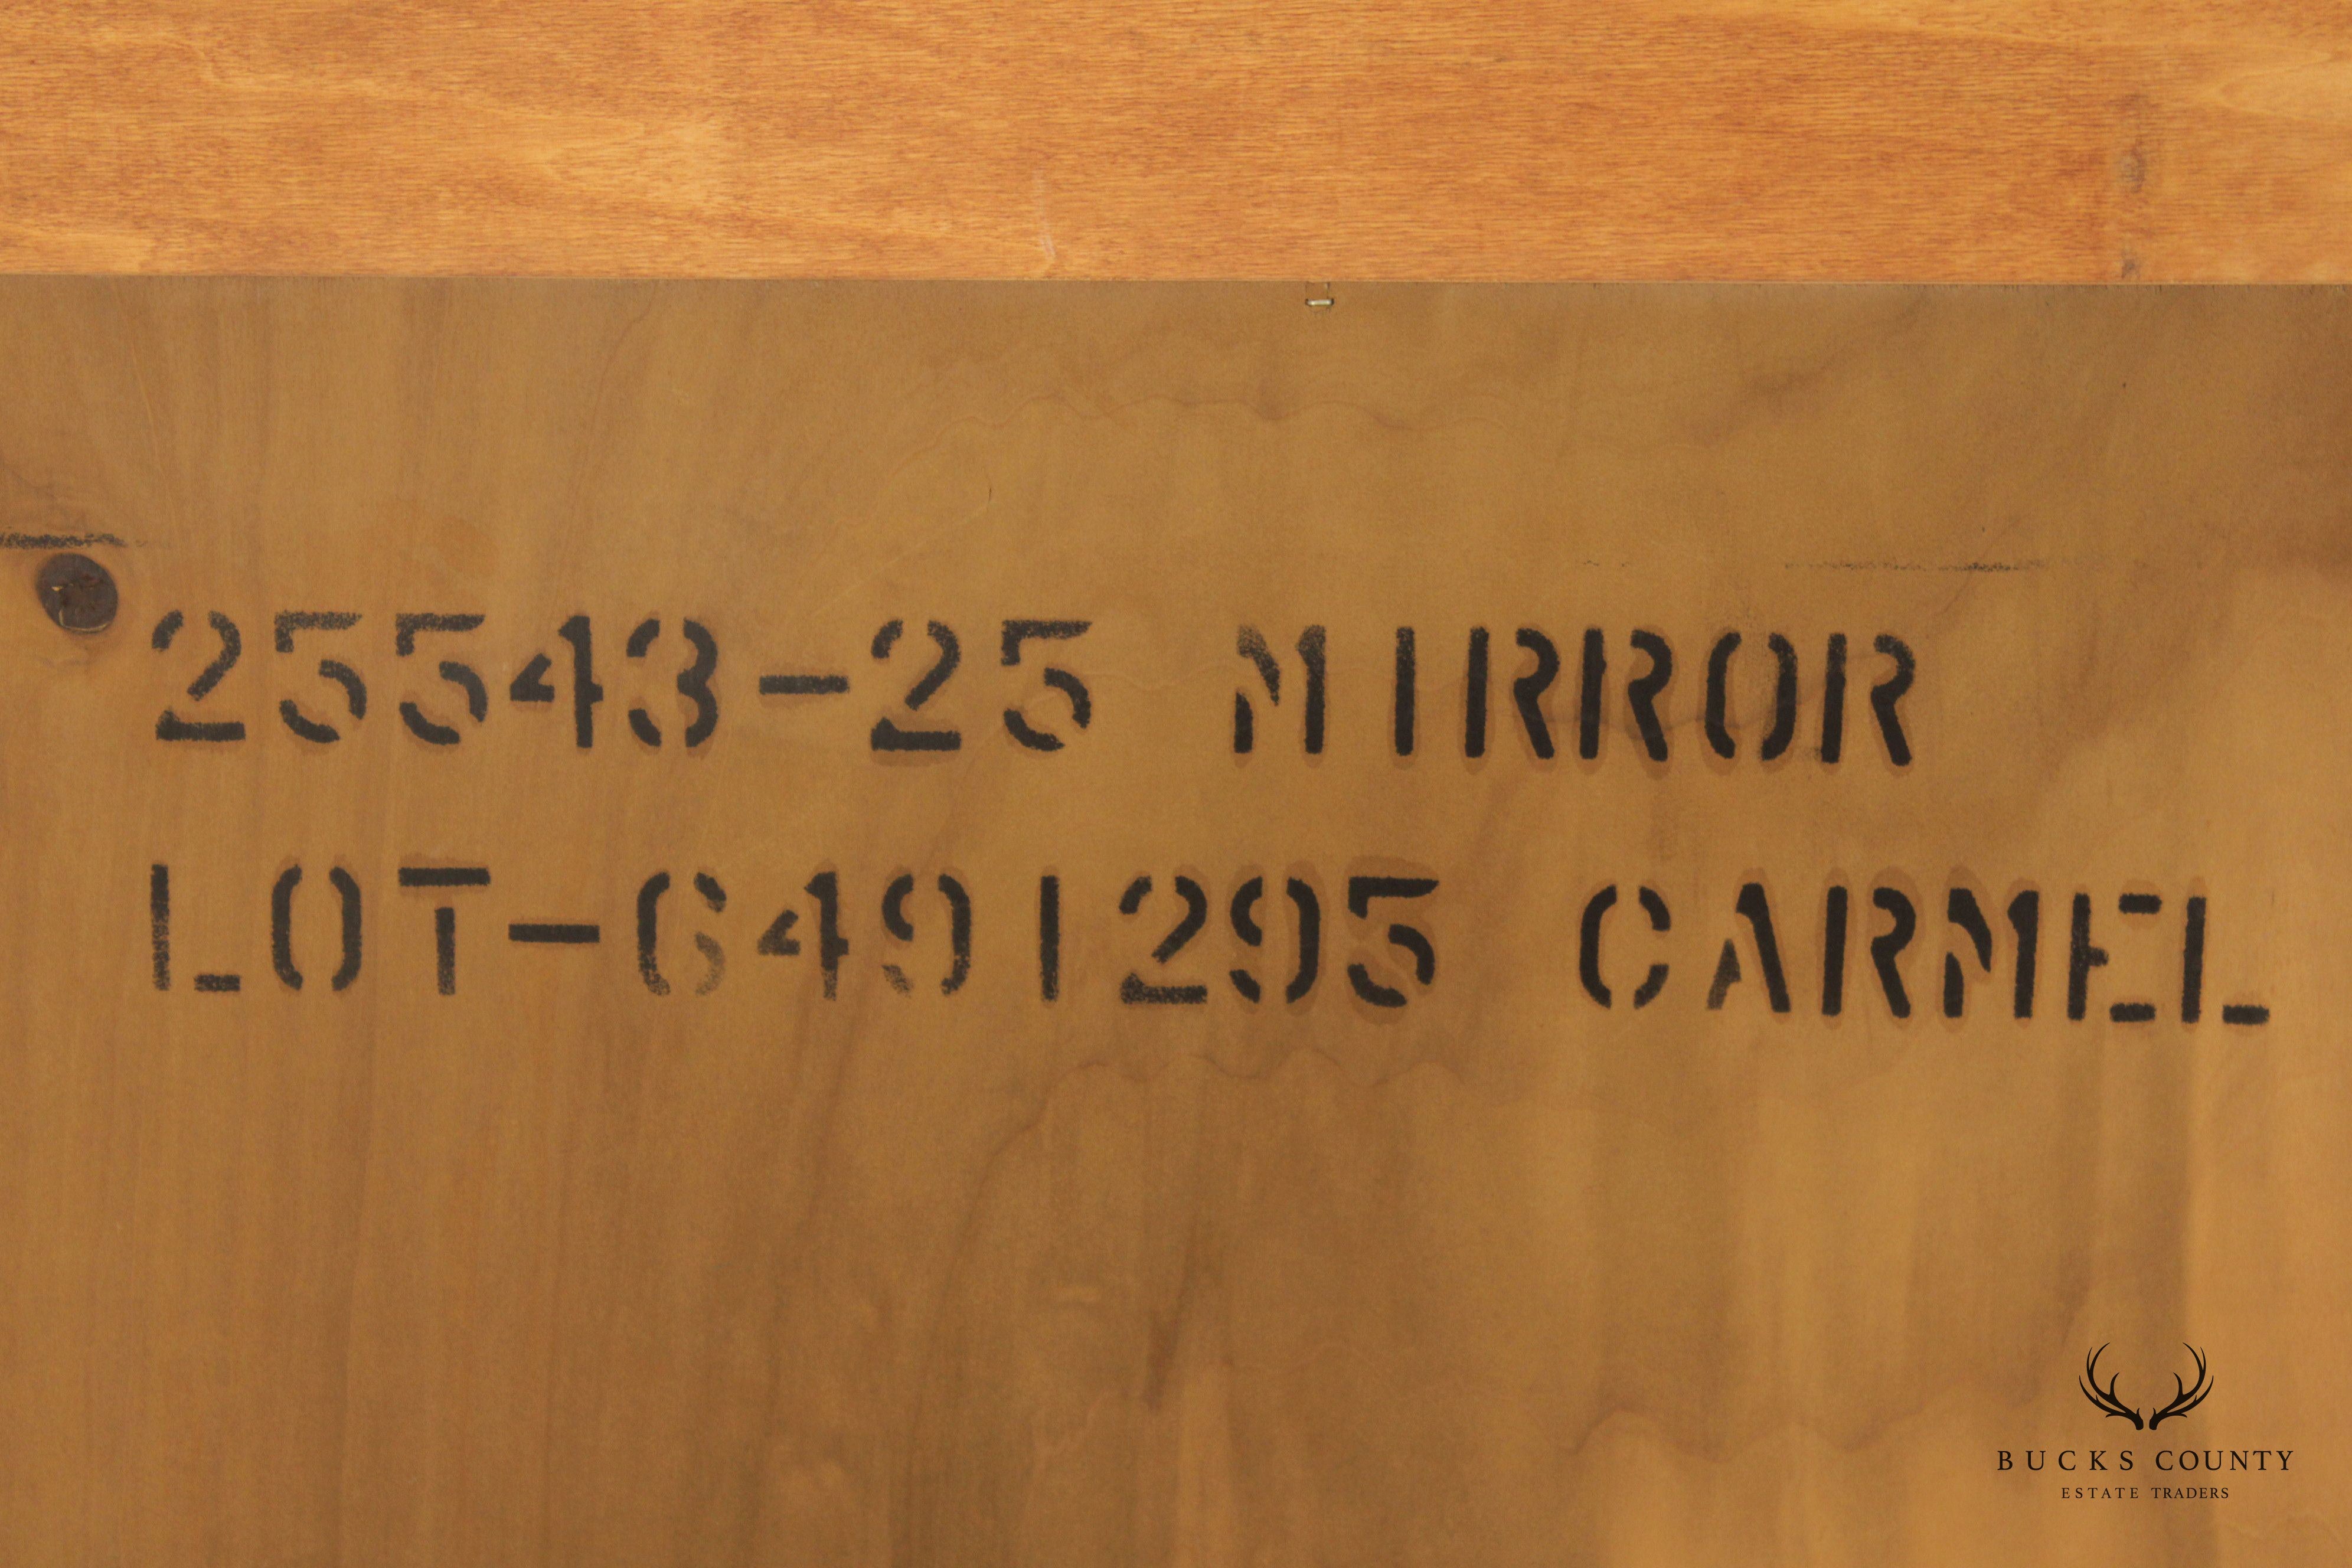 25543-25 MIRROR
LOT-6491295 CARMEL
BUCKS COUNTY
ESTATE TRADERS